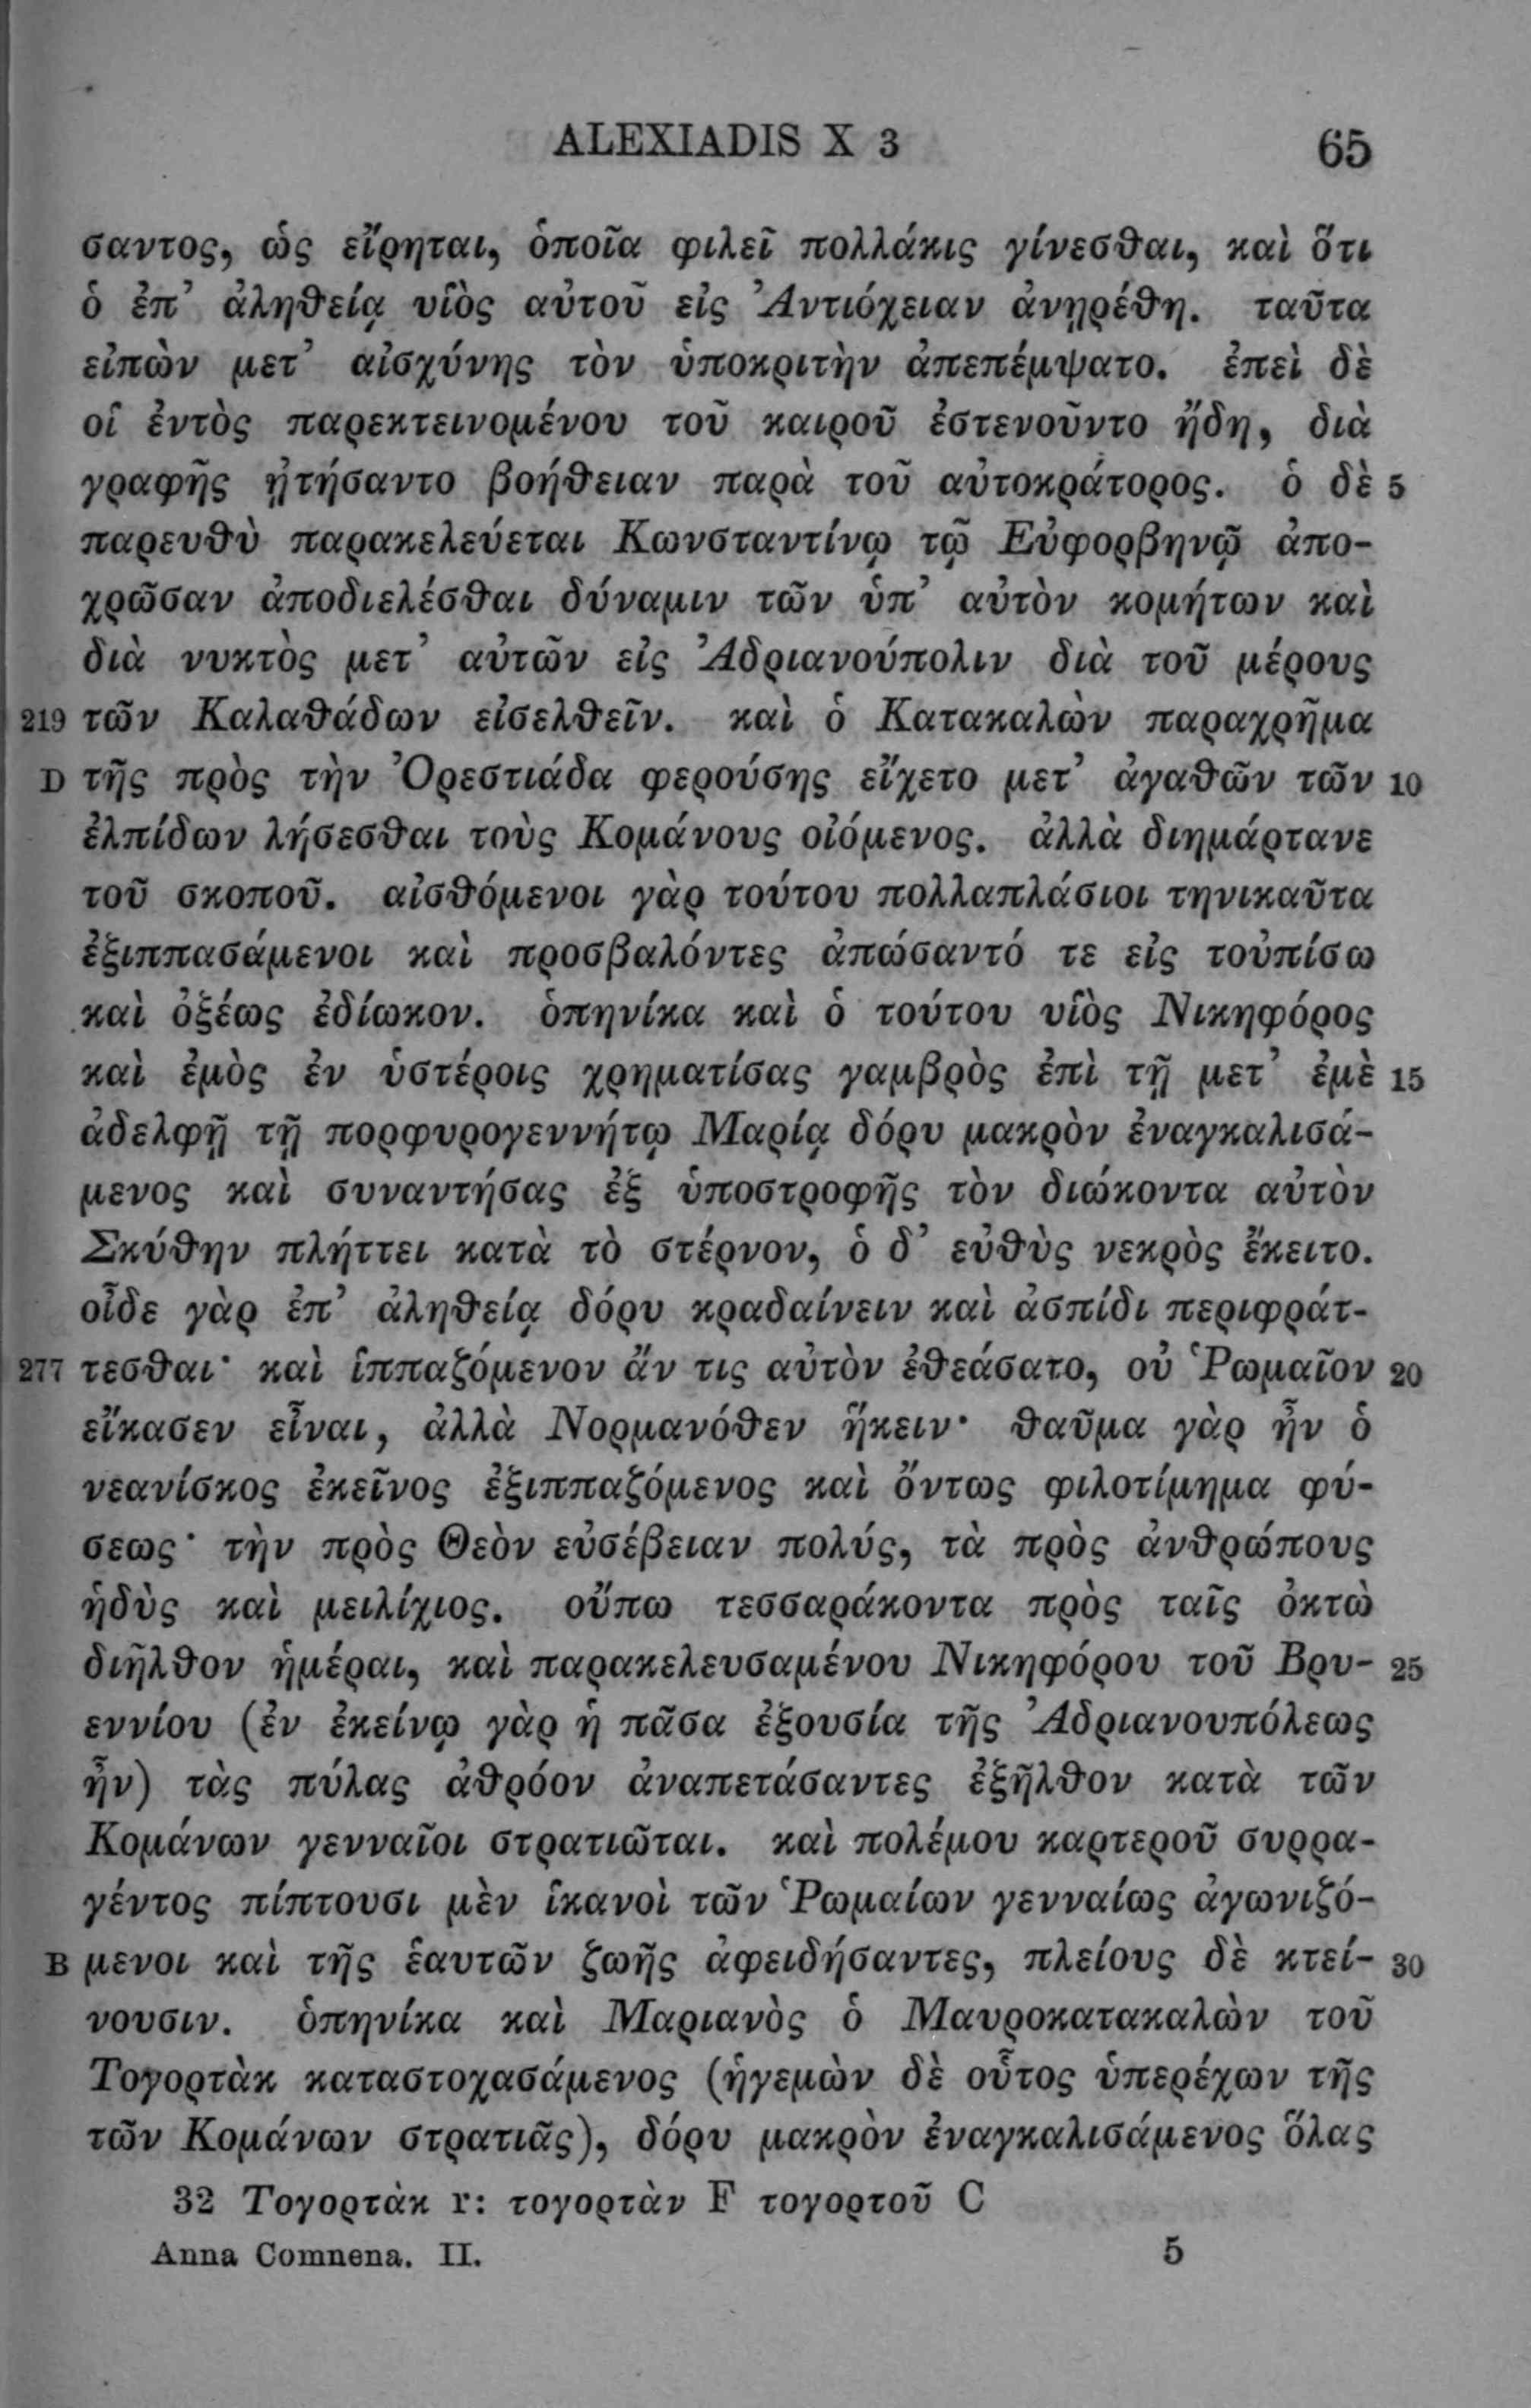 ALEXIADIS X 3 65
σαντος, ὡς εἴρηται, ὁποῖα φιλεῖ πολλάκις γίνεσθαι, καὶ ὅτι
ὁ ἐπ’ ἀληθείᾳ υἱὸς αὐτοῦ εἰς Ἀντιόχειαν ἀνῃρέθη. ταῦτα
εἰπὼν μετ’ αἰσχύνης τὸν ὑποκριτὴν ἀπεπέμψατο. ἐπεὶ δὲ
οἱ ἐντὸς παρεκτεινομένου τοῦ καιροῦ ἐστενοῦντο ἤδη, διὰ
γραφῆς ᾐτήσαντο βοήθειαν παρὰ τοῦ αὐτοκράτορος. ὁ δὲ 5
παρευθὺ παρακελεύεται Κωνσταντίνῳ τῷ Εὐφορβηνῷ ἀπο-
χρῶσαν ἀποδιελέσθαι δύναμιν τῶν ὑπ’ αὐτὸν κομήτων καὶ
διὰ νυκτὸς μετ’ αὐτῶν εἰς Ἀδριανούπολιν διὰ τοῦ μέρους
219 τῶν Καλαθάδων εἰσελθεῖν. καὶ ὁ Κατακαλὼν παραχρῆμα
D τῆς πρὸς τὴν Ὀρεστιάδα φερούσης εἴχετο μετ’ ἀγαθῶν τῶν 10
ἐλπίδων λήσεσθαι τοὺς Κομάνους οἰόμενος. ἀλλὰ διημάρτανε
τοῦ σκοποῦ. αἰσθόμενοι γὰρ τούτου πολλαπλάσιοι τηνικαῦτα
ἐξιππασάμενοι καὶ προσβαλόντες ἀπώσαντό τε εἰς τοὐπίσω
καὶ ὀξέως ἐδίωκον. ὁπηνίκα καὶ ὁ τούτου υἱὸς Νικηφόρος
καὶ ἐμὸς ἐν ὑστέροις χρηματίσας γαμβρὸς ἐπὶ τῇ μετ’ ἐμὲ 15
ἀδελφῇ τῇ πορφυρογεννήτῳ Μαρίᾳ δόρυ μακρὸν ἐναγκαλισά-
μενος καὶ συναντήσας ἐξ ὑποστροφῆς τὸν διώκοντα αὐτὸν
Σκύθην πλήττει κατὰ τὸ στέρνον, ὁ δ’ εὐθὺς νεκρὸς ἔκειτο.
οἶδε γὰρ ἐπ’ ἀληθείᾳ δόρυ κραδαίνειν καὶ ἀσπίδι περιφράτ-
277 τεσθαι· καὶ ἱππαζόμενον ἄν τις αὐτὸν ἐθεάσατο, οὐ Ῥωμαῖον 20
εἴκασεν εἶναι, ἀλλὰ Νορμανόθεν ἥκειν· θαῦμα γὰρ ἦν ὁ
νεανίσκος ἐκεῖνος ἐξιππαζόμενος καὶ ὄντως φιλοτίμημα φύ-
σεως· τὴν πρὸς Θεὸν εὐσέβειαν πολύς, τὰ πρὸς ἀνθρώπους
ἡδὺς καὶ μειλίχιος. οὔπω τεσσαράκοντα πρὸς ταῖς ὀκτὼ
διῆλθον ἡμέραι, καὶ παρακελευσαμένου Νικηφόρου τοῦ Βρυ- 25
εννίου (ἐν ἐκείνῳ γὰρ ἡ πᾶσα ἐξουσία τῆς Ἀδριανουπόλεως
ἦν) τὰς πύλας ἀθρόον ἀναπετάσαντες ἐξῆλθον κατὰ τῶν
Κομάνων γενναῖοι στρατιῶται. καὶ πολέμου καρτεροῦ συρρα-
γέντος πίπτουσι μὲν ἱκανοὶ τῶν Ῥωμαίων γενναίως ἀγωνιζό-
B μενοι καὶ τῆς ἑαυτῶν ζωῆς ἀφειδήσαντες, πλείους δὲ κτεί- 30
νουσιν. ὁπηνίκα καὶ Μαριανὸς ὁ Μαυροκατακαλὼν τοῦ
Τογορτὰκ καταστοχασάμενος (ἡγεμὼν δὲ οὗτος ὑπερέχων τῆς
τῶν Κομάνων στρατιᾶς), δόρυ μακρὸν ἐναγκαλισάμενος ὅλας
32 Τογορτὰκ r: τογορτὰν F τογορτοῦ C
Anna Comnena. II. 5